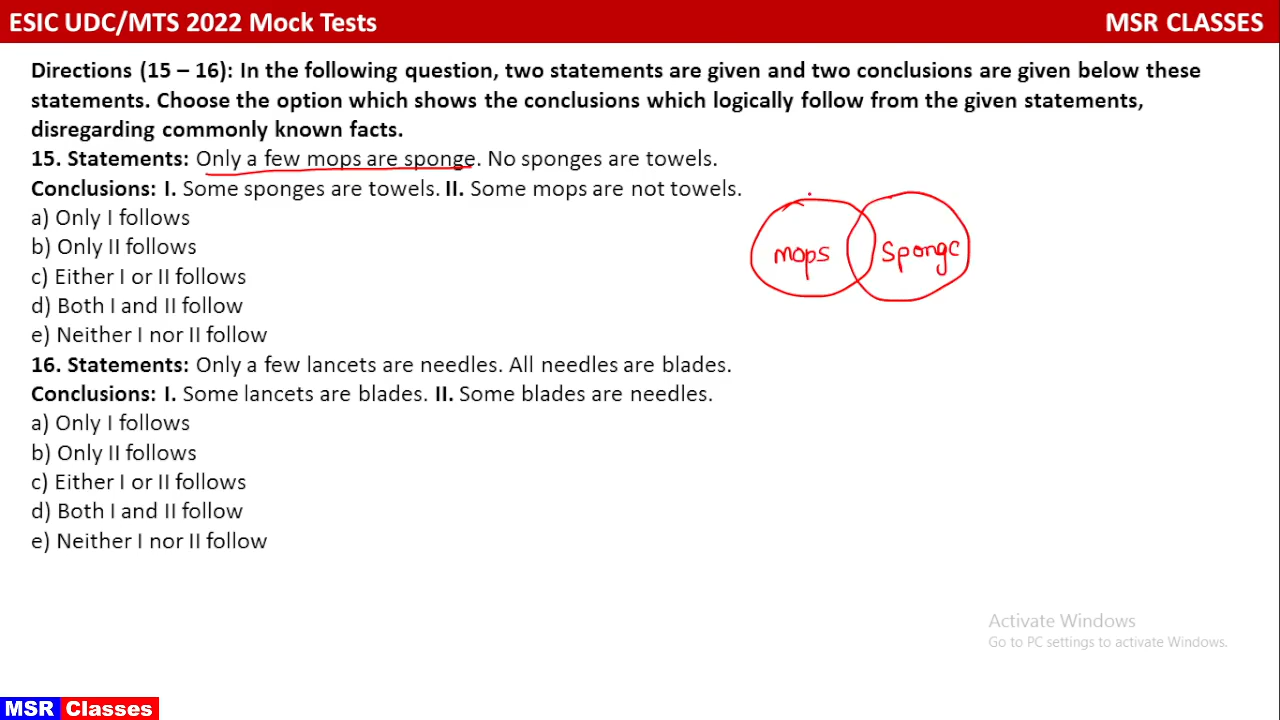 ESIC UDC/MTS 2022 Mock Tests
MSR CLASSES
Directions (15 – 16): In the following question, two statements are given and two conclusions are given below these
statements. Choose the option which shows the conclusions which logically follow from the given statements,
disregarding commonly known facts.
15. Statements: Only a few mops are sponge. No sponges are towels.
Conclusions: I. Some sponges are towels. II. Some mops are not towels.
a) Only I follows
b) Only II follows
c) Either I or II follows
d) Both I and II follow
e) Neither I nor II follow
mops
Sponge
16. Statements: Only a few lancets are needles. All needles are blades.
Conclusions: I. Some lancets are blades. II. Some blades are needles.
a) Only I follows
b) Only II follows
c) Either I or II follows
d) Both I and II follow
e) Neither I nor II follow
Activate Windows
Go to PC settings to activate Windows.
MSR Classes